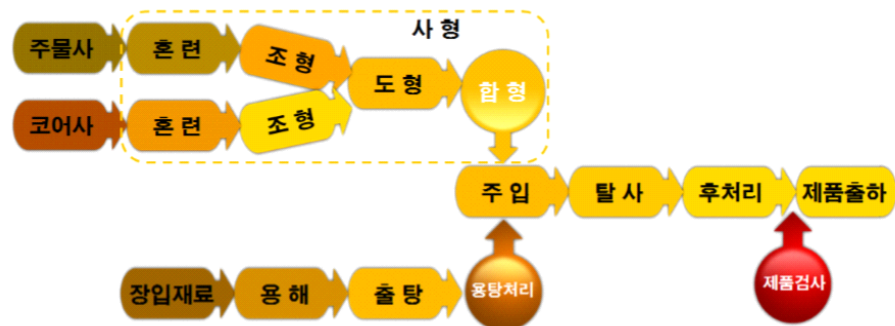 사 형
주물사
혼 련
조 형
도 형
합 형
코어사
혼 련
조 형
주 입
탈 사
후처리
제품출하
장입재료
용 해
출 탕
용탕처리
제품검사